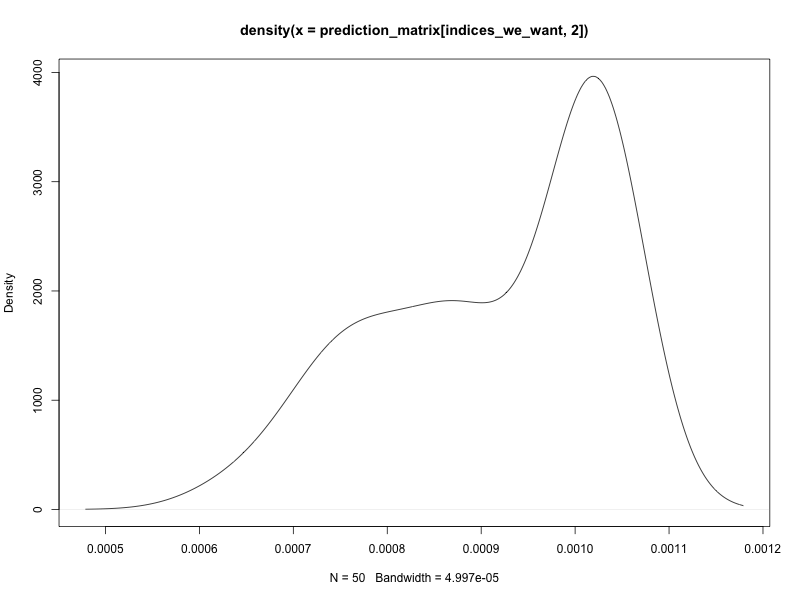 density(x = prediction_matrix[indices_we_want, 2])
4000
3000
2000
1000
0
Density
0.0005 0.0006 0.0007 0.0008 0.0009 0.0010 0.0011 0.0012
N = 50 Bandwidth = 4.997e-05